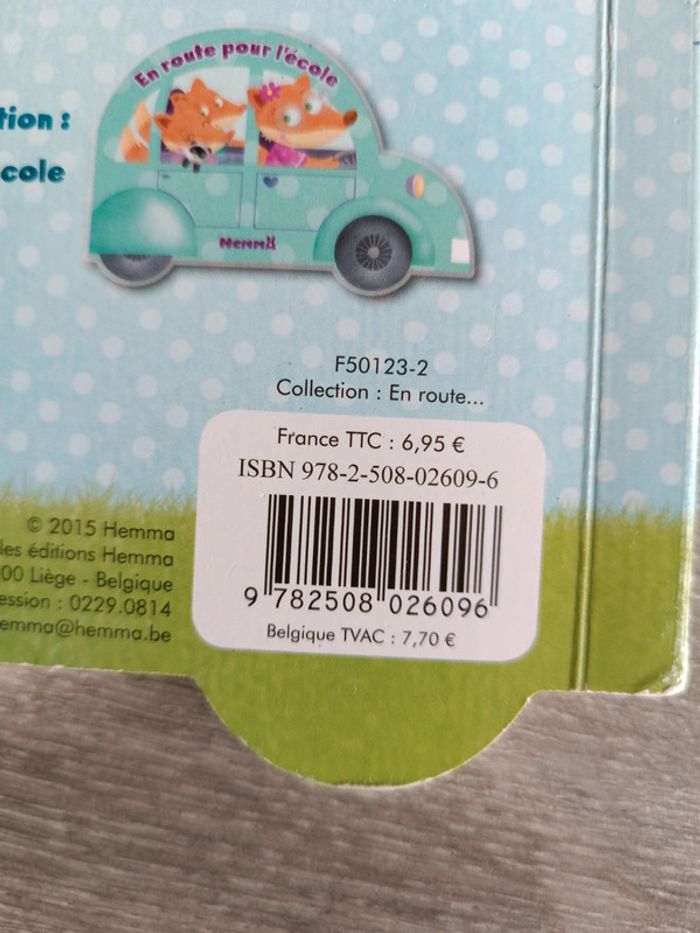 En route pour l'école
tion :
cole
Hemma
F50123-2
Collection : En route...
France TTC : 6,95 €
ISBN 978-2-508-02609-6
9 782508 026096
Belgique TVAC : 7,70 €
© 2015 Hemma
les éditions Hemma
00 Liège - Belgique
ession : 0229.0814
emma@hemma.be